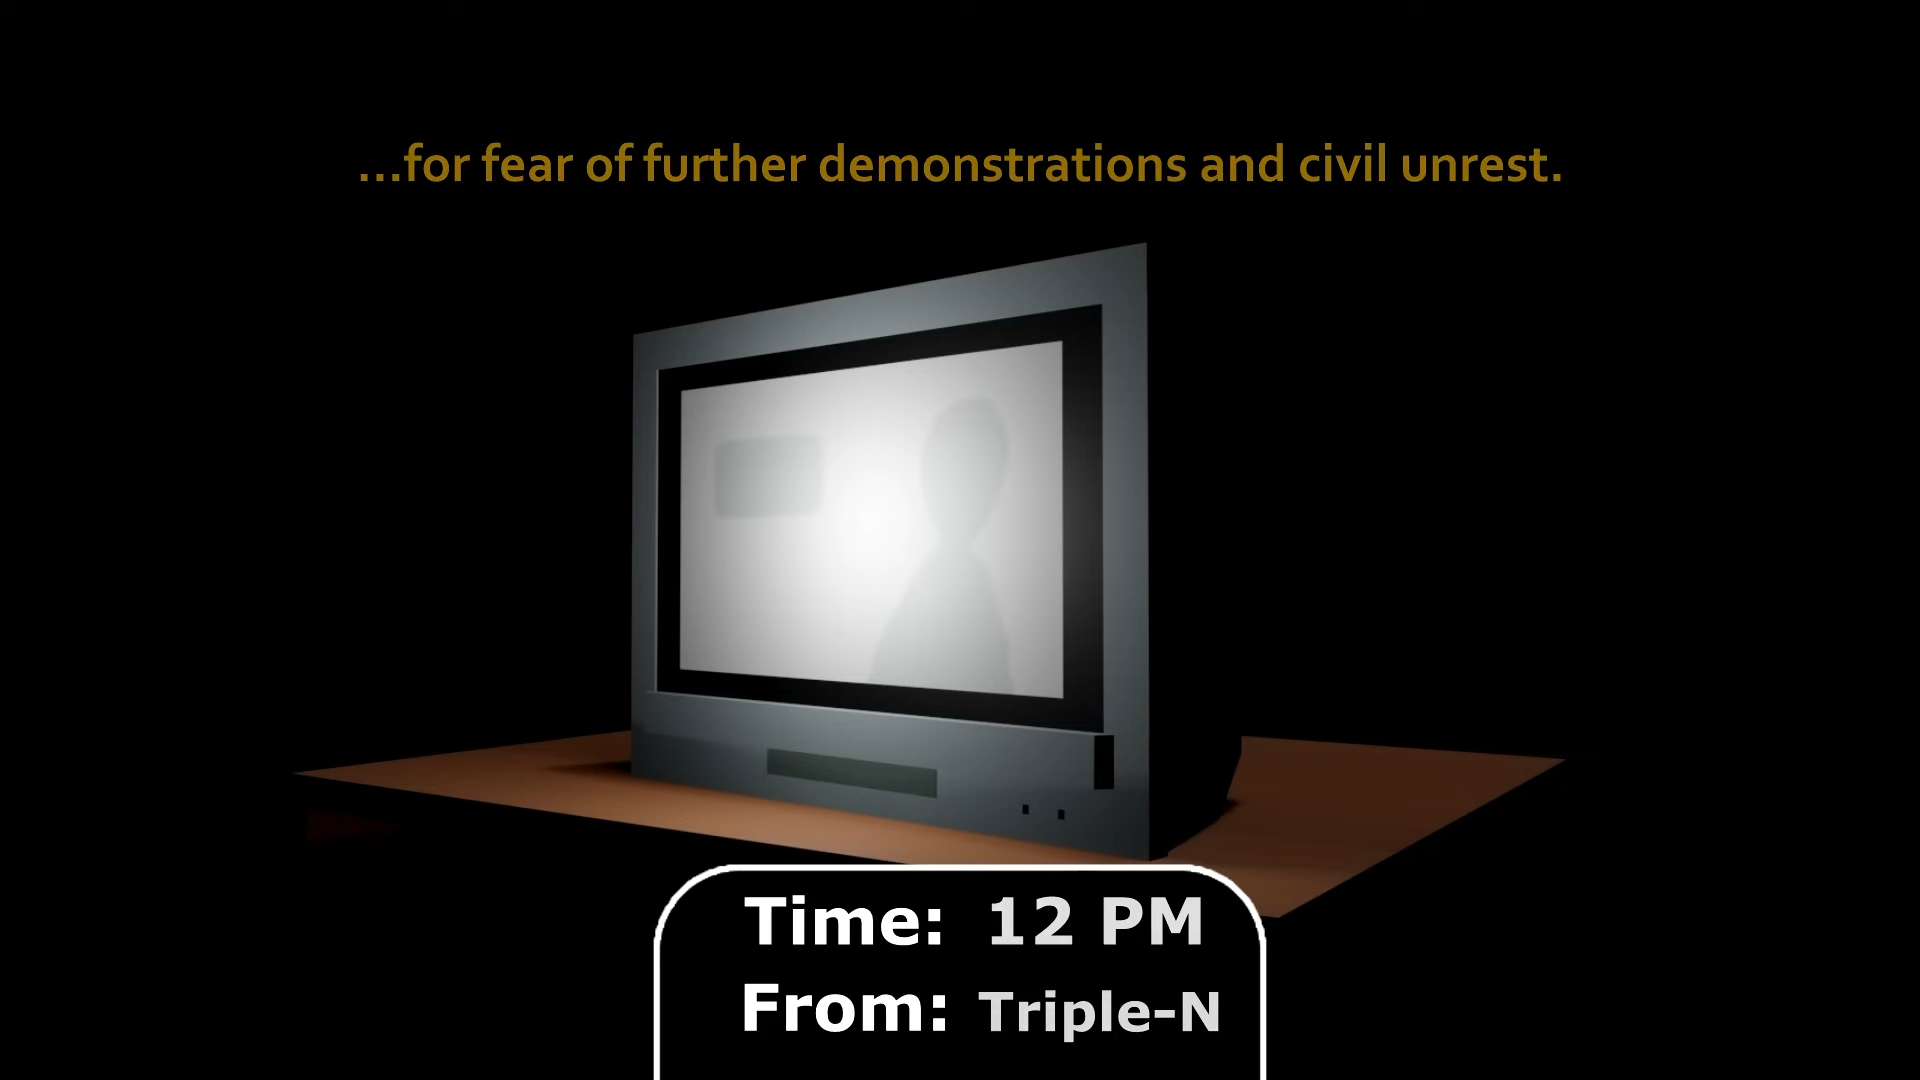 ...for fear of further demonstrations and civil unrest.
Time: 12 PM
From: Triple-N